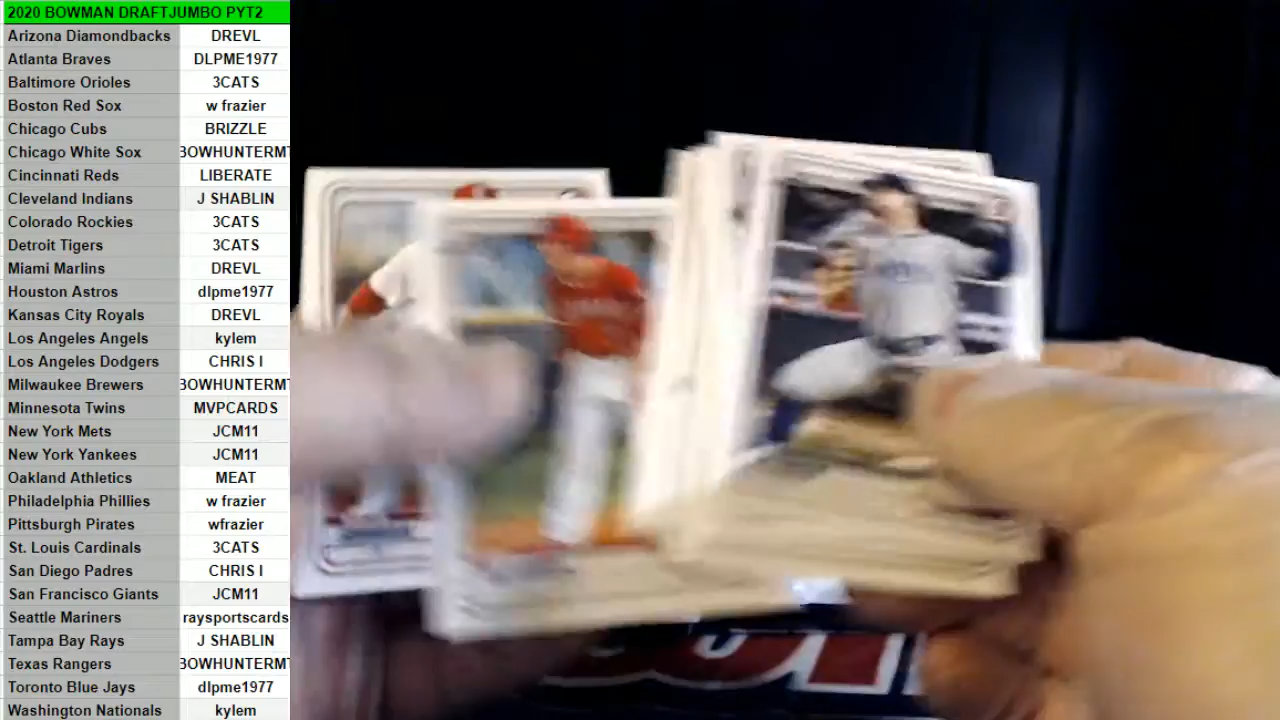 2020 BOWMAN DRAFTJUMBO PYT2
Arizona Diamondbacks DREVL
Atlanta Braves DLPME1977
Baltimore Orioles 3CATS
Boston Red Sox w frazier
Chicago Cubs BRIZZLE
Chicago White Sox BOWHUNTERMT
Cincinnati Reds LIBERATE
Cleveland Indians J SHABLIN
Colorado Rockies 3CATS
Detroit Tigers 3CATS
Miami Marlins DREVL
Houston Astros dlpme1977
Kansas City Royals DREVL
Los Angeles Angels kylem
Los Angeles Dodgers CHRIS I
Milwaukee Brewers BOWHUNTERMT
Minnesota Twins MVPCARDS
New York Mets JCM11
New York Yankees JCM11
Oakland Athletics MEAT
Philadelphia Phillies w frazier
Pittsburgh Pirates wfrazier
St. Louis Cardinals 3CATS
San Diego Padres CHRIS I
San Francisco Giants JCM11
Seattle Mariners raysportscards
Tampa Bay Rays J SHABLIN
Texas Rangers BOWHUNTERMT
Toronto Blue Jays dlpme1977
Washington Nationals kylem